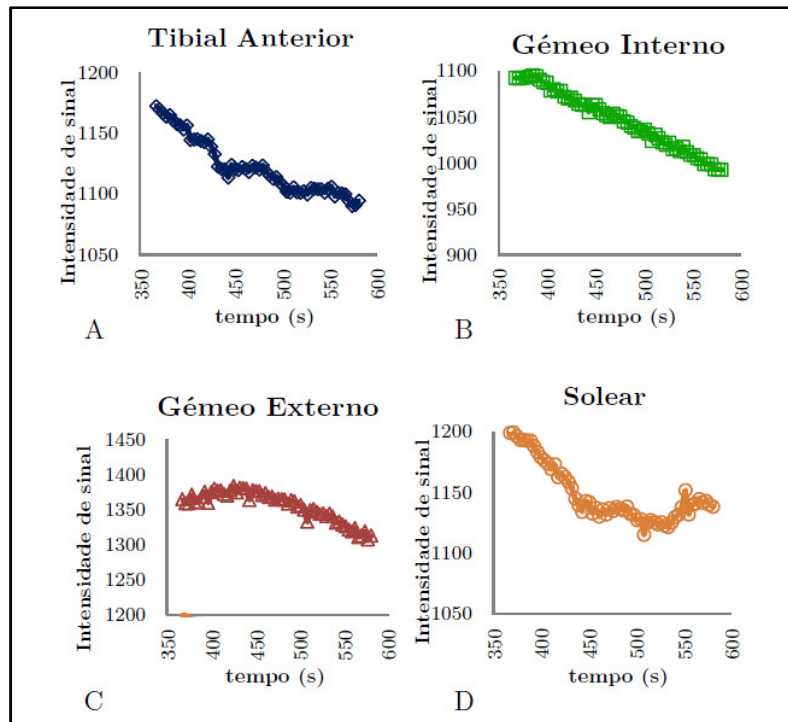 Tibial Anterior
Intensidade de sinal
1200
1150
1100
1050
350
400
450
500
550
600
tempo (s)
A
Gémeo Interno
Intensidade de sinal
1100
1050
1000
950
900
350
400
450
500
550
600
tempo (s)
B
Gémeo Externo
Intensidade de sinal
1450
1400
1350
1300
1250
1200
350
400
450
500
550
600
tempo (s)
C
Solear
Intensidade de sinal
1200
1150
1100
1050
350
400
450
500
550
600
tempo (s)
D